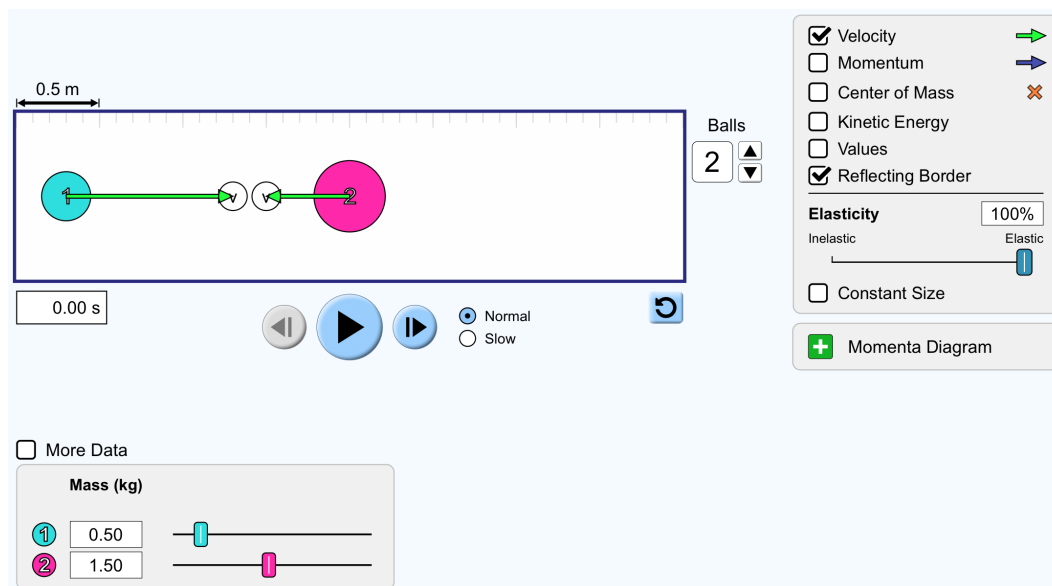 0.5 m
1
v
v
2
Balls
2
Velocity
Momentum
Center of Mass
Kinetic Energy
Values
Reflecting Border
Elasticity 100%
Inelastic Elastic
Constant Size
0.00 s
Normal
Slow
Momenta Diagram
More Data
Mass (kg)
1 0.50
2 1.50